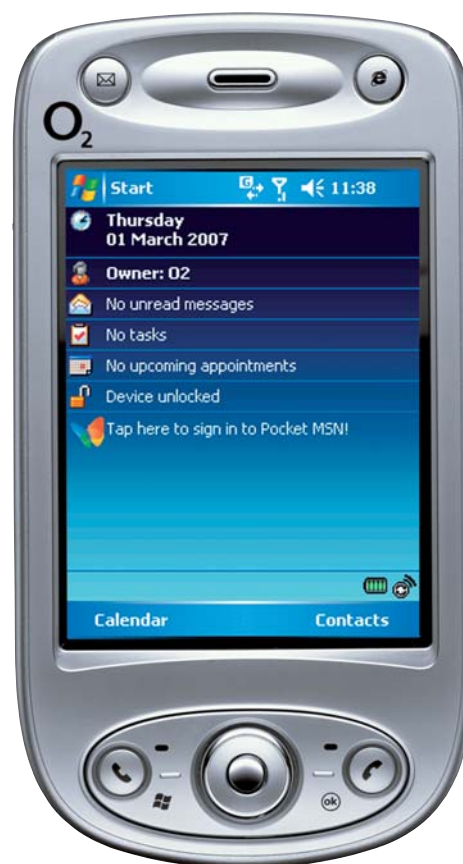 O2
Start 11:38
Thursday
01 March 2007
Owner: O2
No unread messages
No tasks
No upcoming appointments
Device unlocked
Tap here to sign in to Pocket MSN!
Calendar Contacts
ok